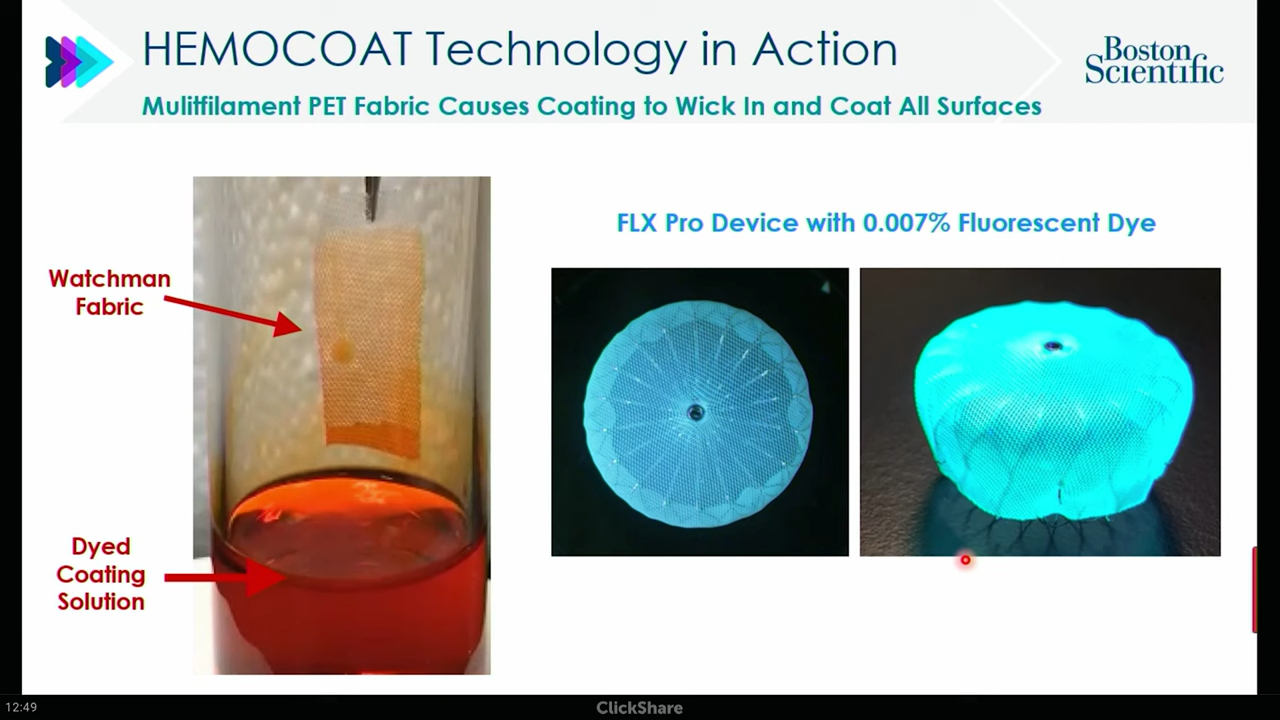 HEMOCOAT Technology in Action
Boston
Scientific
Mulitfilament PET Fabric Causes Coating to Wick In and Coat All Surfaces
FLX Pro Device with 0.007% Fluorescent Dye
Watchman
Fabric
Dyed
Coating
Solution
12:49
ClickShare